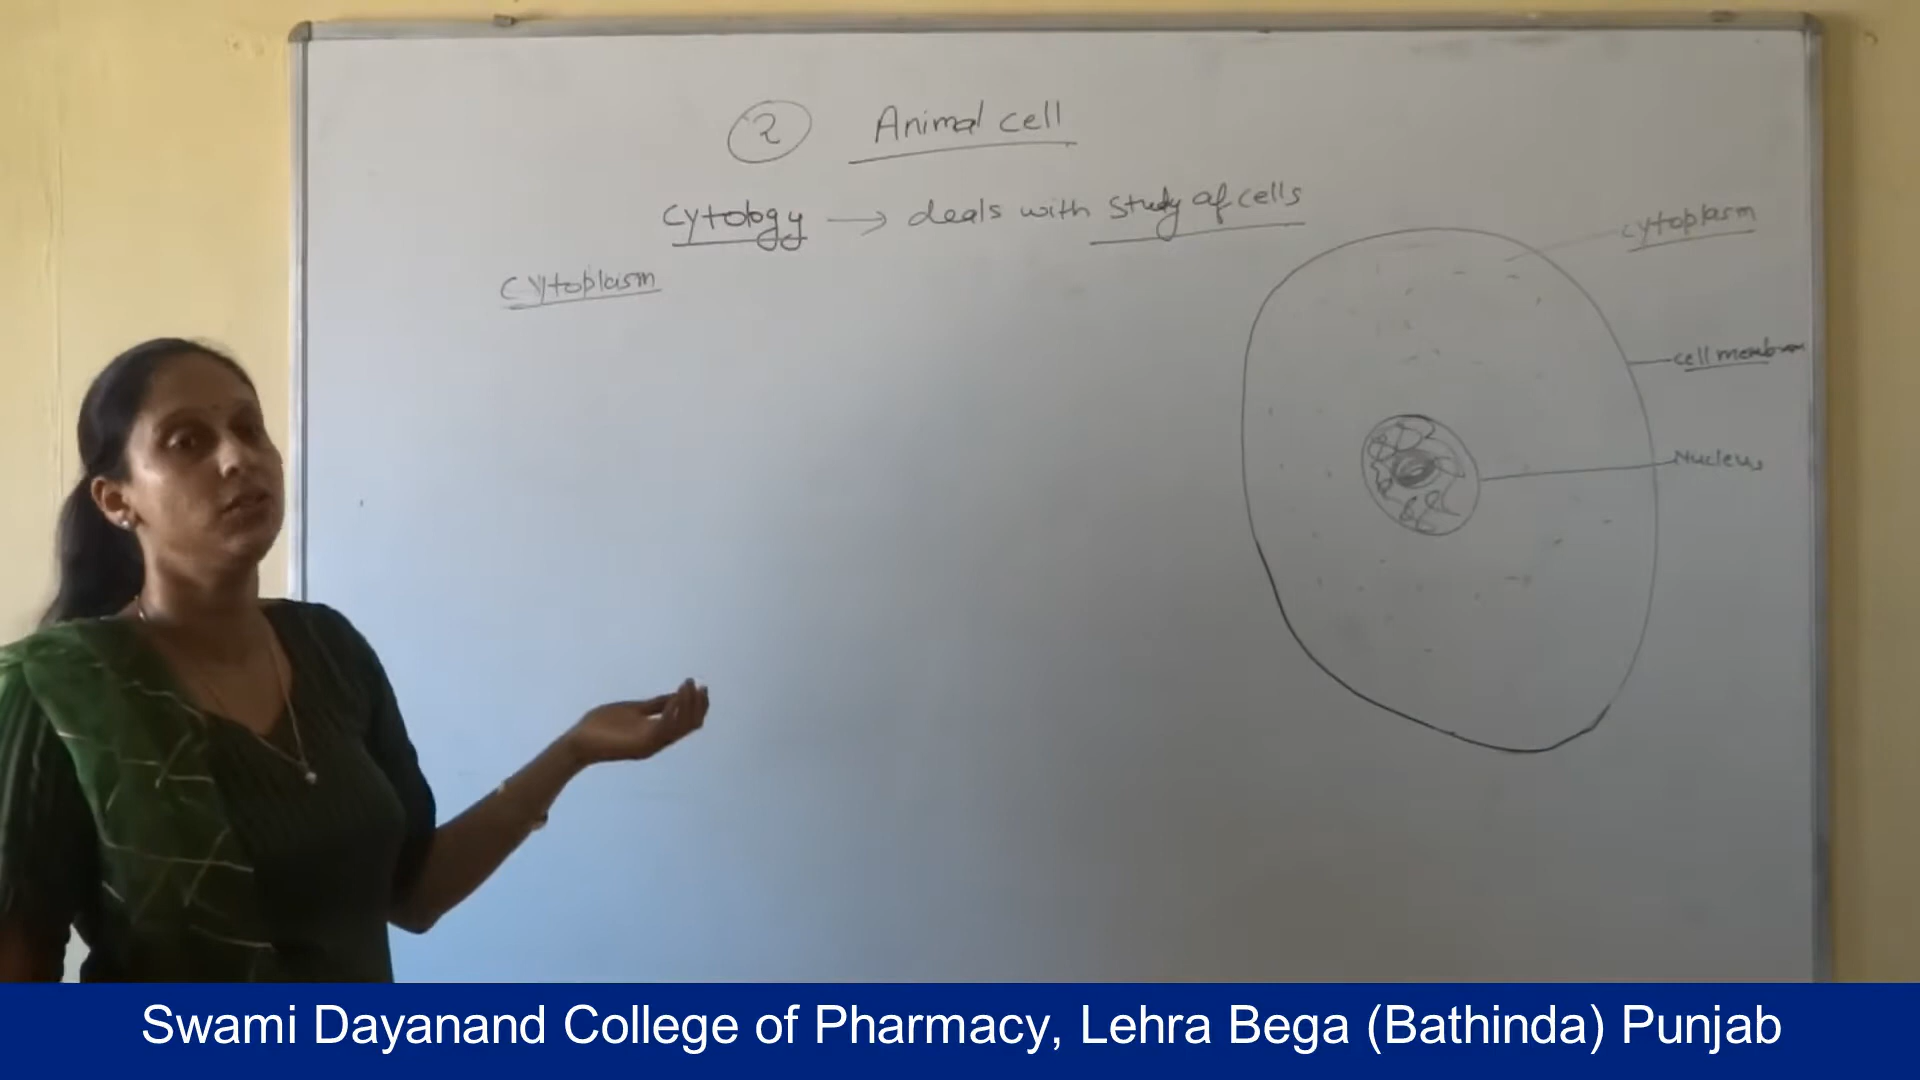 2 Animal cell
cytology → deals with study of cells
cytoplasm
cytoplasm
cell membran
Nucleus
Swami Dayanand College of Pharmacy, Lehra Bega (Bathinda) Punjab